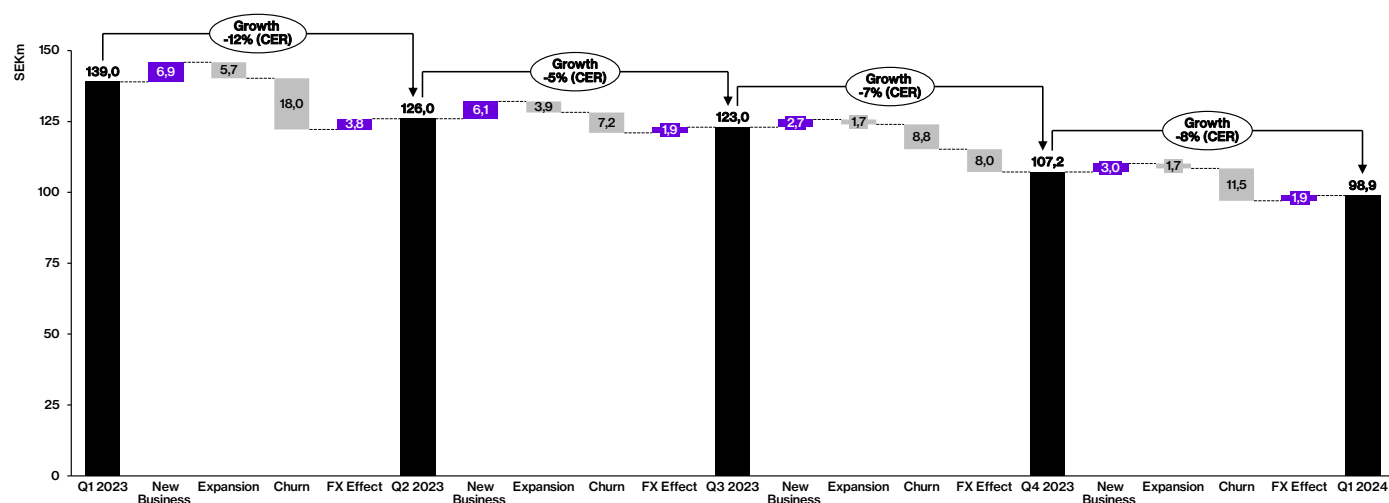 SEKm
150
125
100
75
50
25
0
Growth
-12% (CER)
Growth
-5% (CER)
Growth
-7% (CER)
Growth
-8% (CER)
139,0
6,9
5,7
18,0
3,8
126,0
6,1
3,9
7,2
1,9
123,0
2,7
1,7
8,8
8,0
107,2
3,0
1,7
11,5
1,9
98,9
Q1 2023
New
Business
Expansion
Churn
FX Effect
Q2 2023
New
Business
Expansion
Churn
FX Effect
Q3 2023
New
Business
Expansion
Churn
FX Effect
Q4 2023
New
Business
Expansion
Churn
FX Effect
Q1 2024